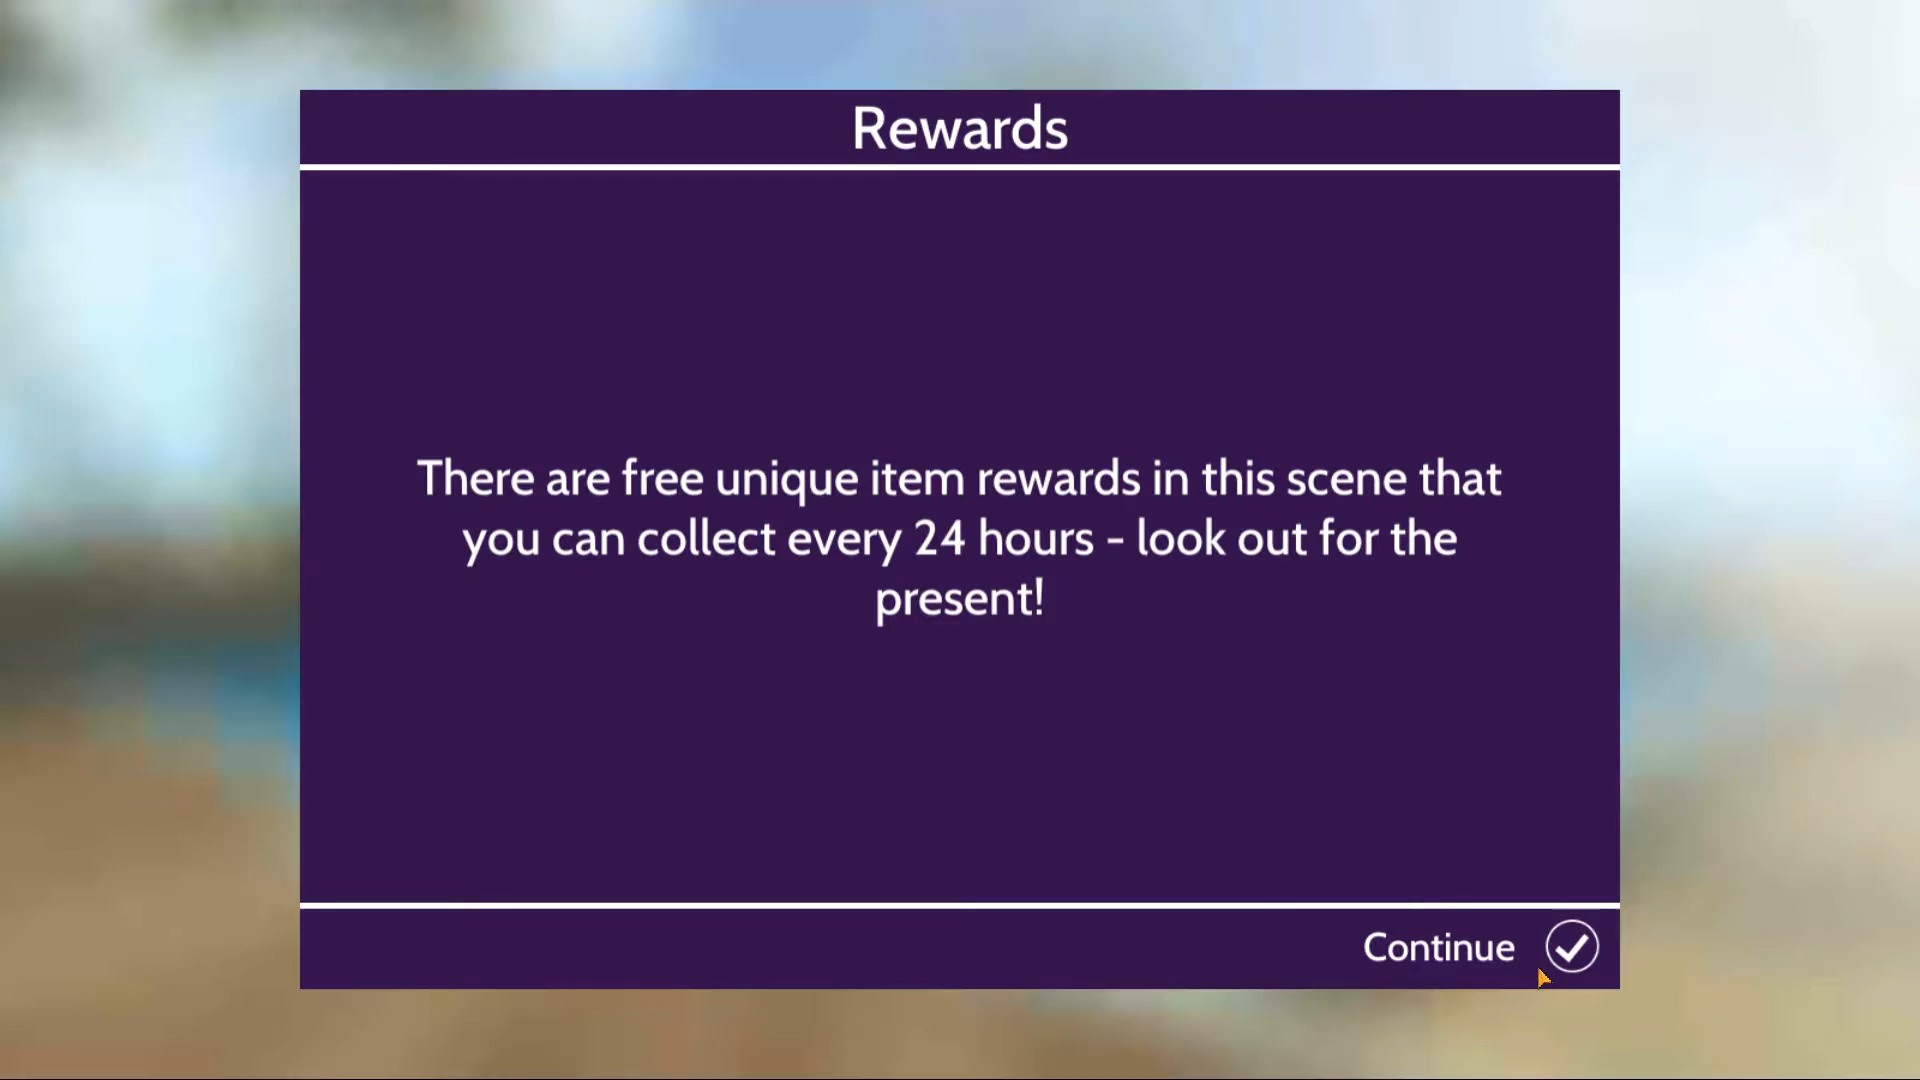 Rewards
There are free unique item rewards in this scene that
you can collect every 24 hours - look out for the
present!
Continue